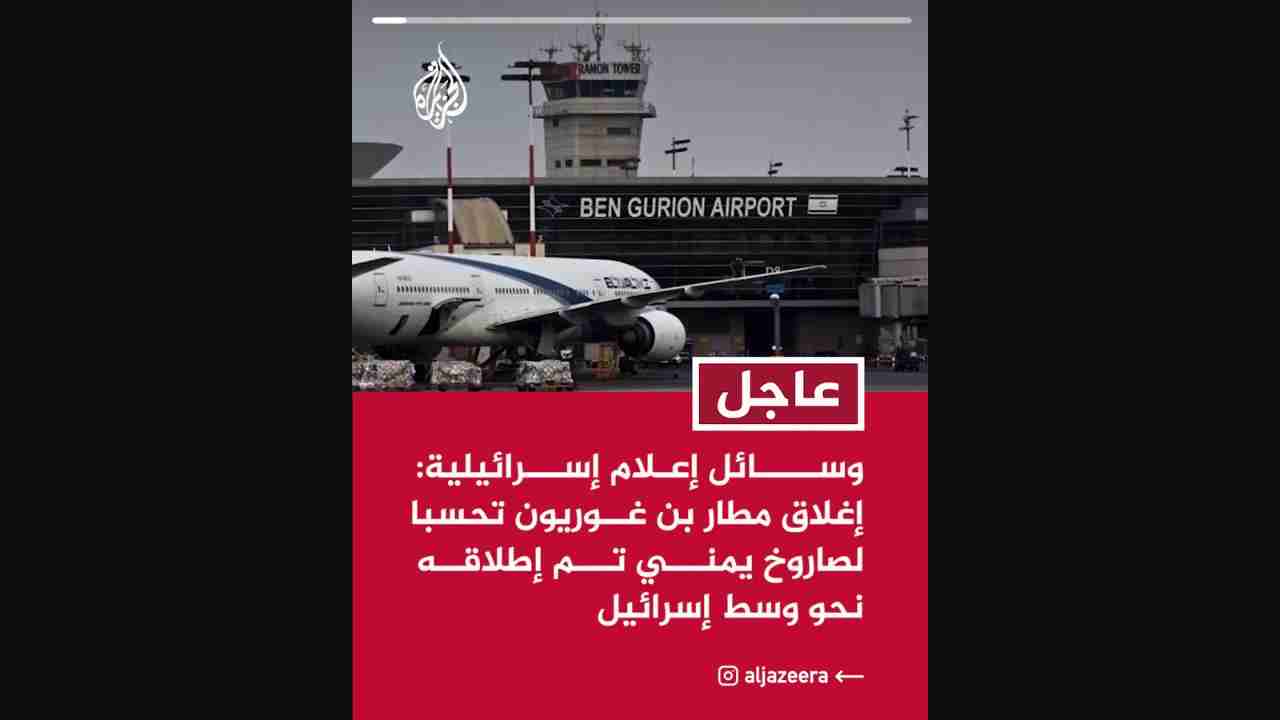 الجزيرة
RAMON TOWER
BEN GURION AIRPORT
عاجل
وسائل إعلام إسرائيلية:
إغلاق مطار بن غوريون تحسبا
لصاروخ يمني تم إطلاقه
نحو وسط إسرائيل
aljazeera